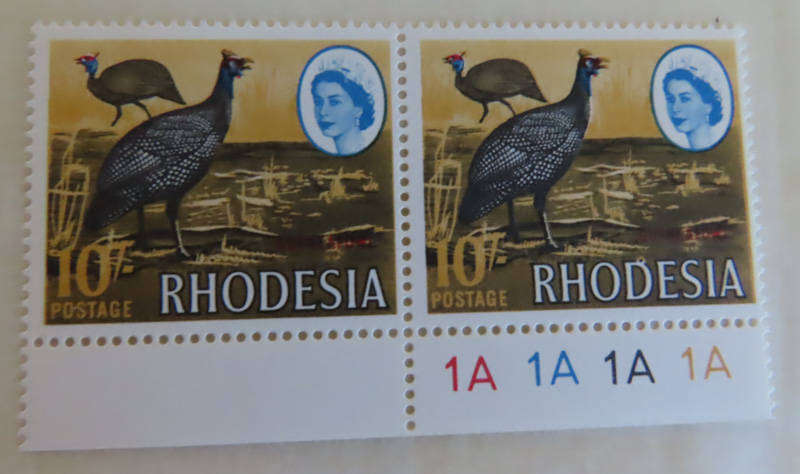 10/-
POSTAGE
RHODESIA
10/-
POSTAGE
RHODESIA
1A 1A 1A 1A